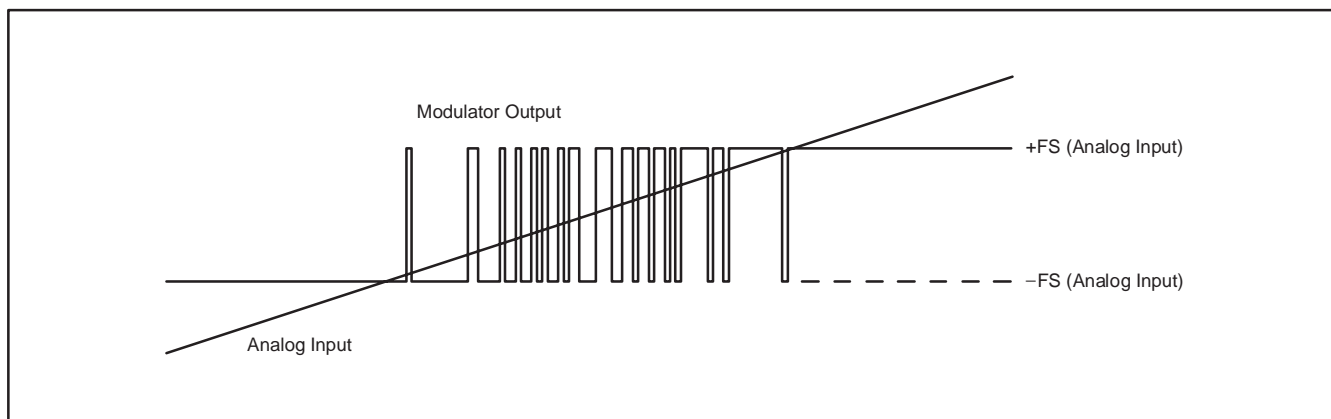 Modulator Output
+FS (Analog Input)
−FS (Analog Input)
Analog Input